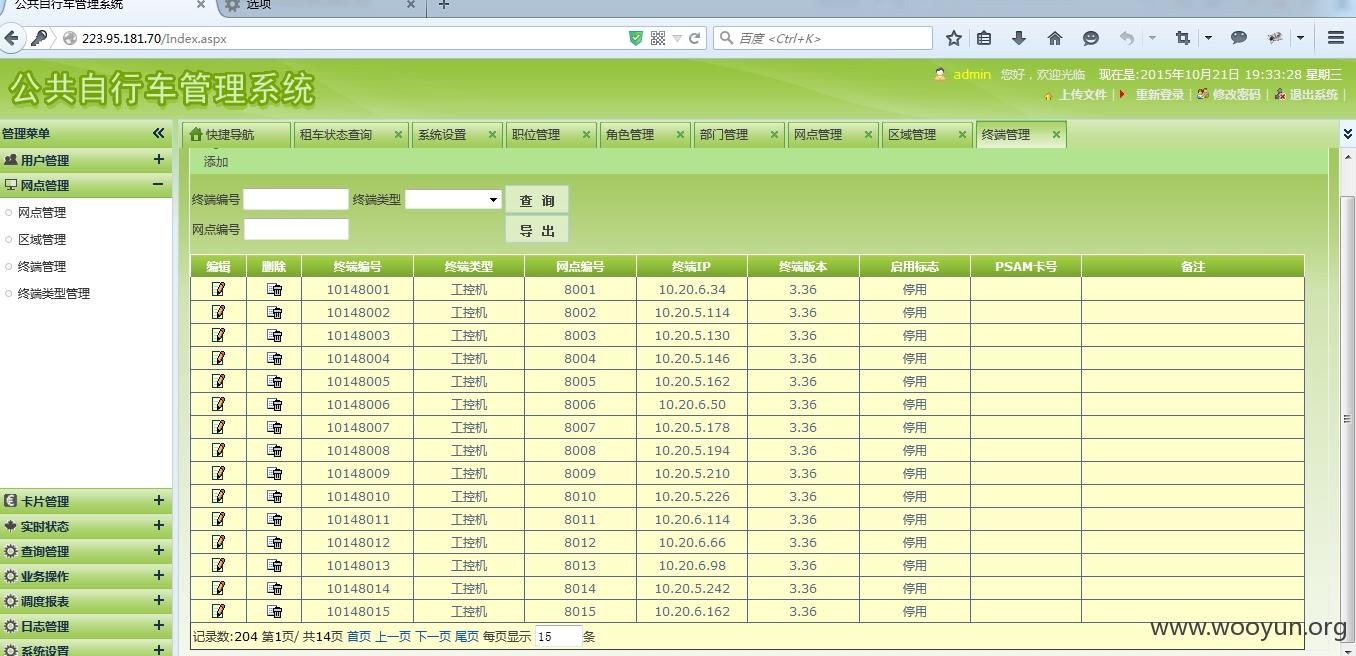 公共自行车管理系统
选项
223.95.181.70/Index.aspx
百度 <Ctrl+K>
公共自行车管理系统
admin 您好，欢迎光临 现在是:2015年10月21日 19:33:28 星期三
上传文件 | 重新登录 | 修改密码 | 退出系统 |
管理菜单
快捷导航 租车状态查询 系统设置 职位管理 角色管理 部门管理 网点管理 区域管理 终端管理
用户管理
网点管理
网点管理
区域管理
终端管理
终端类型管理
卡片管理
实时状态
查询管理
业务操作
调度报表
日志管理
系统设置
添加
终端编号 终端类型 查 询
网点编号 导 出
编辑 删除 终端编号 终端类型 网点编号 终端IP 终端版本 启用标志 PSAM卡号 备注
10148001 工控机 8001 10.20.6.34 3.36 停用
10148002 工控机 8002 10.20.5.114 3.36 停用
10148003 工控机 8003 10.20.5.130 3.36 停用
10148004 工控机 8004 10.20.5.146 3.36 停用
10148005 工控机 8005 10.20.5.162 3.36 停用
10148006 工控机 8006 10.20.6.50 3.36 停用
10148007 工控机 8007 10.20.5.178 3.36 停用
10148008 工控机 8008 10.20.5.194 3.36 停用
10148009 工控机 8009 10.20.5.210 3.36 停用
10148010 工控机 8010 10.20.5.226 3.36 停用
10148011 工控机 8011 10.20.6.114 3.36 停用
10148012 工控机 8012 10.20.6.66 3.36 停用
10148013 工控机 8013 10.20.6.98 3.36 停用
10148014 工控机 8014 10.20.5.242 3.36 停用
10148015 工控机 8015 10.20.6.162 3.36 停用
记录数:204 第1页/ 共14页 首页 上一页 下一页 尾页 每页显示 15 条
www.wooyun.org